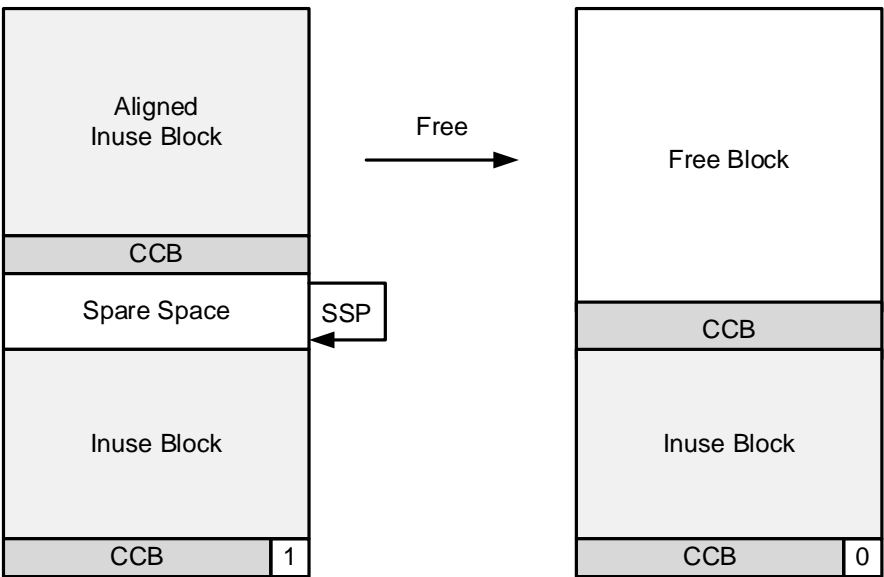 Aligned
Inuse Block
CCB
Spare Space
SSP
Inuse Block
CCB
1
Free
Free Block
CCB
Inuse Block
CCB
0